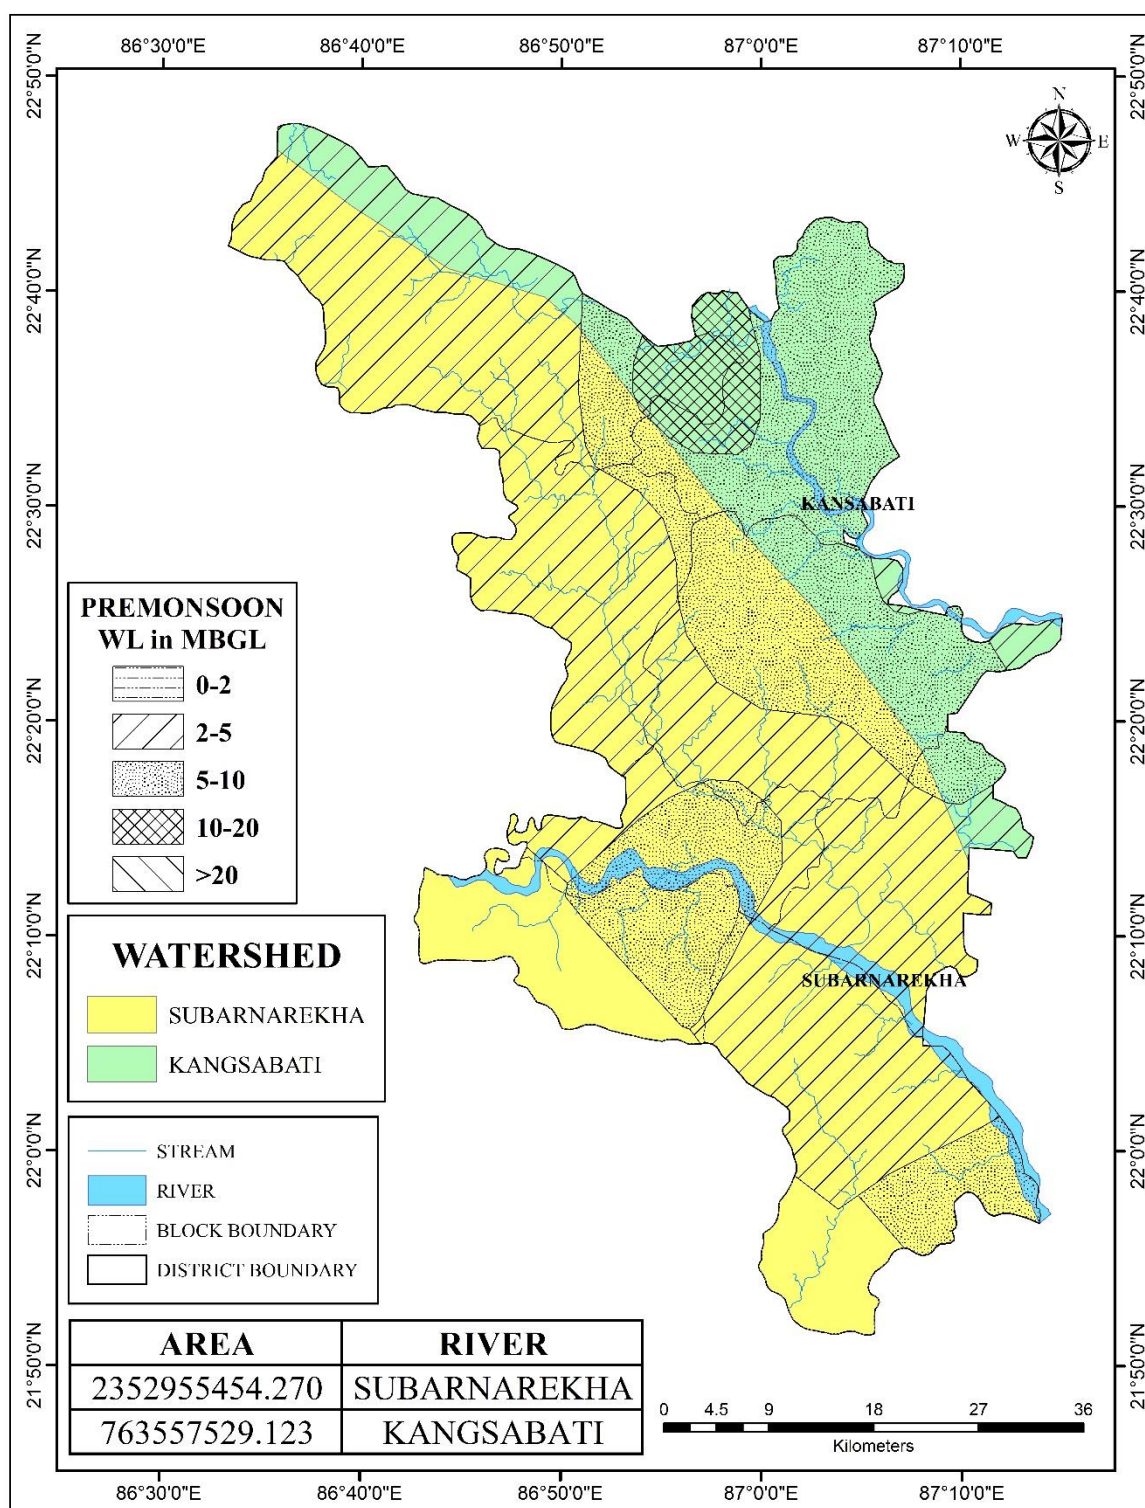 86°30'0"E 86°40'0"E 86°50'0"E 87°0'0"E 87°10'0"E
22°50'0"N 22°50'0"N
N
W E
S
22°40'0"N 22°40'0"N
22°30'0"N 22°30'0"N
KANSABATI
PREMONSOON
WL in MBGL
0-2
2-5
5-10
10-20
>20
22°20'0"N 22°20'0"N
22°10'0"N 22°10'0"N
WATERSHED
SUBARNAREKHA
KANGSABATI
SUBARNAREKHA
22°0'0"N 22°0'0"N
STREAM
RIVER
BLOCK BOUNDARY
DISTRICT BOUNDARY
AREA RIVER
2352955454.270 SUBARNAREKHA
763557529.123 KANGSABATI
21°50'0"N 21°50'0"N
0 4.5 9 18 27 36
Kilometers
86°30'0"E 86°40'0"E 86°50'0"E 87°0'0"E 87°10'0"E